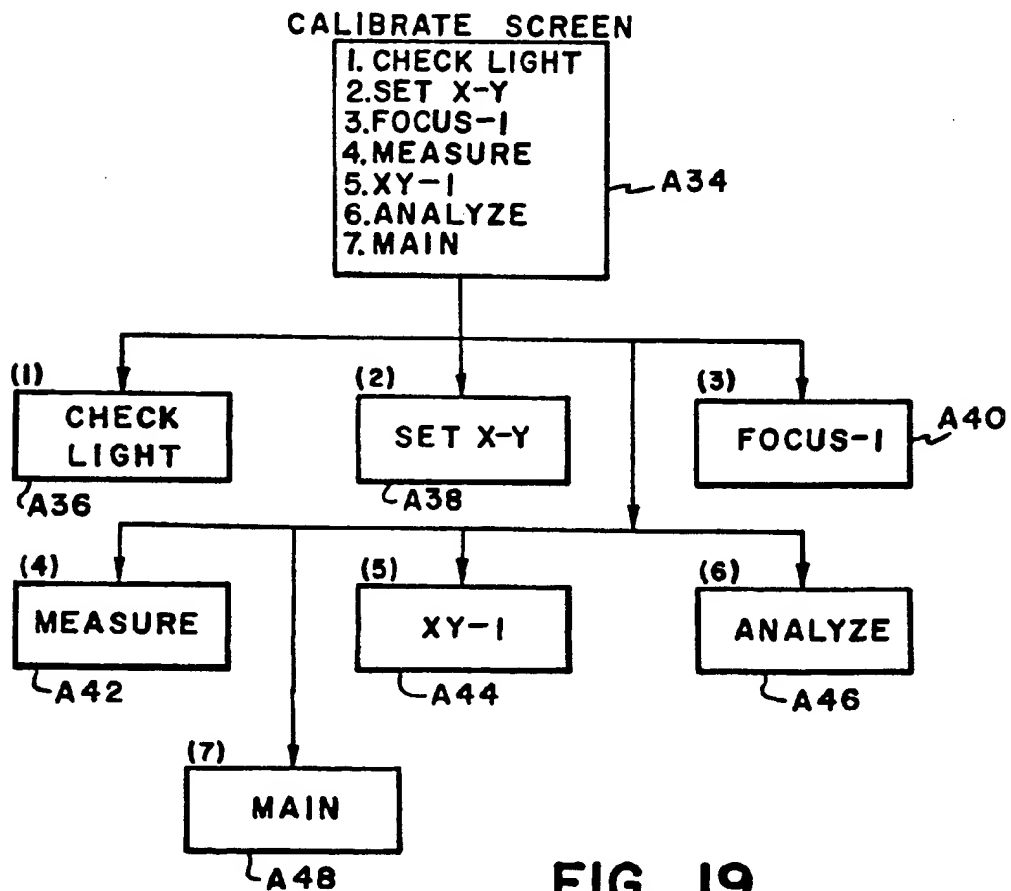 CALIBRATE SCREEN
1. CHECK LIGHT
2. SET X-Y
3. FOCUS-1
4. MEASURE
5. XY-1
6. ANALYZE
7. MAIN
A34
(1)
CHECK
LIGHT
A36
(2)
SET X-Y
A38
(3)
FOCUS-1
A40
(4)
MEASURE
A42
(5)
XY-1
A44
(6)
ANALYZE
A46
(7)
MAIN
A48
FIG. 19